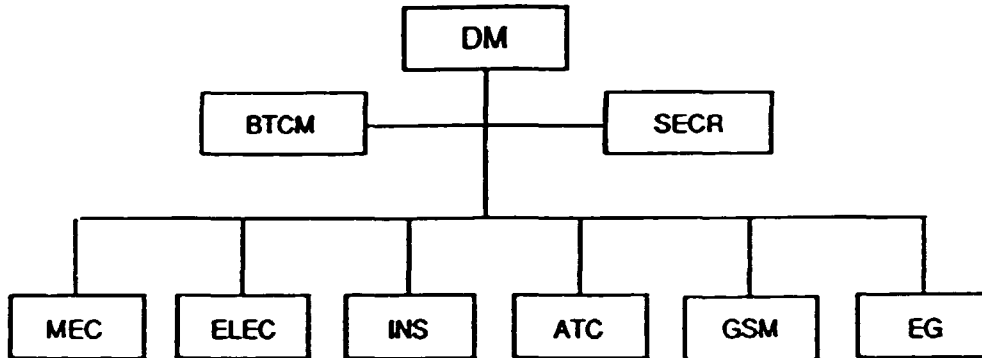 DM
BTCM
SECR
MEC
ELEC
INS
ATC
GSM
EG